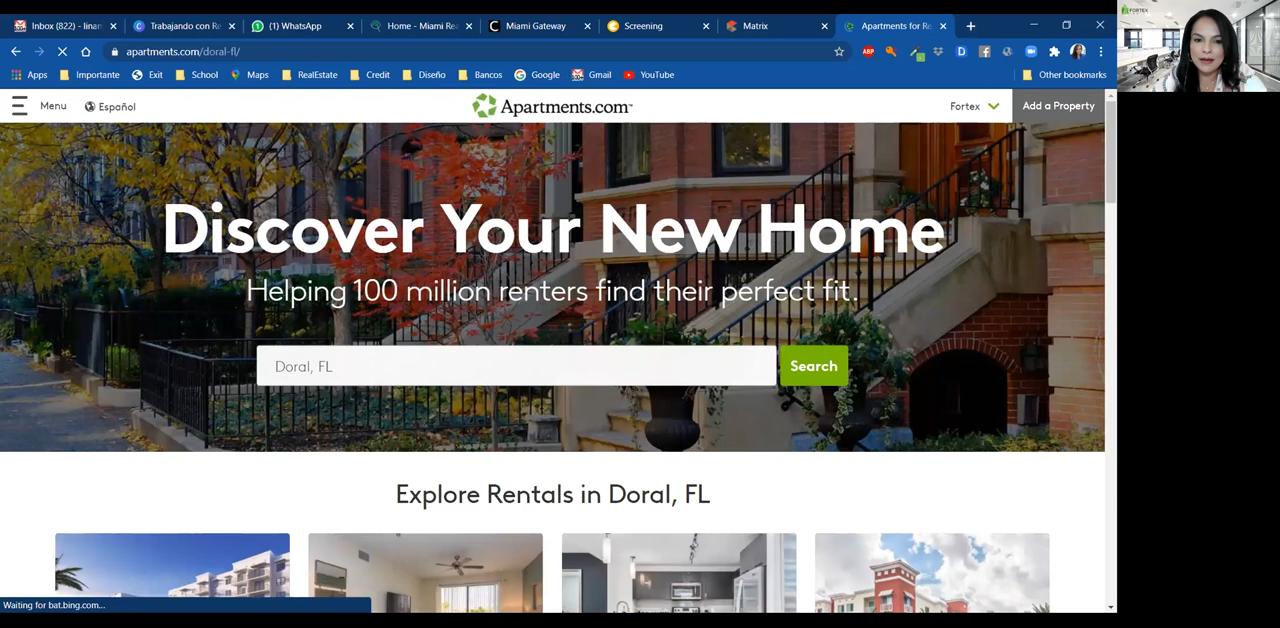 Inbox (822) - linan
Trabajando con Re
(1) WhatsApp
Home - Miami Rea
Miami Gateway
Screening
Matrix
Apartments for Re
FORTEX
apartments.com/doral-fl/
ABP
Apps
Importante
Exit
School
Maps
RealEstate
Credit
Diseño
Bancos
Google
Gmail
YouTube
Other bookmarks
Menu
Español
Apartments.com™
Fortex
Add a Property
Discover Your New Home
Helping 100 million renters find their perfect fit.
Doral, FL
Search
Explore Rentals in Doral, FL
Waiting for bat.bing.com...